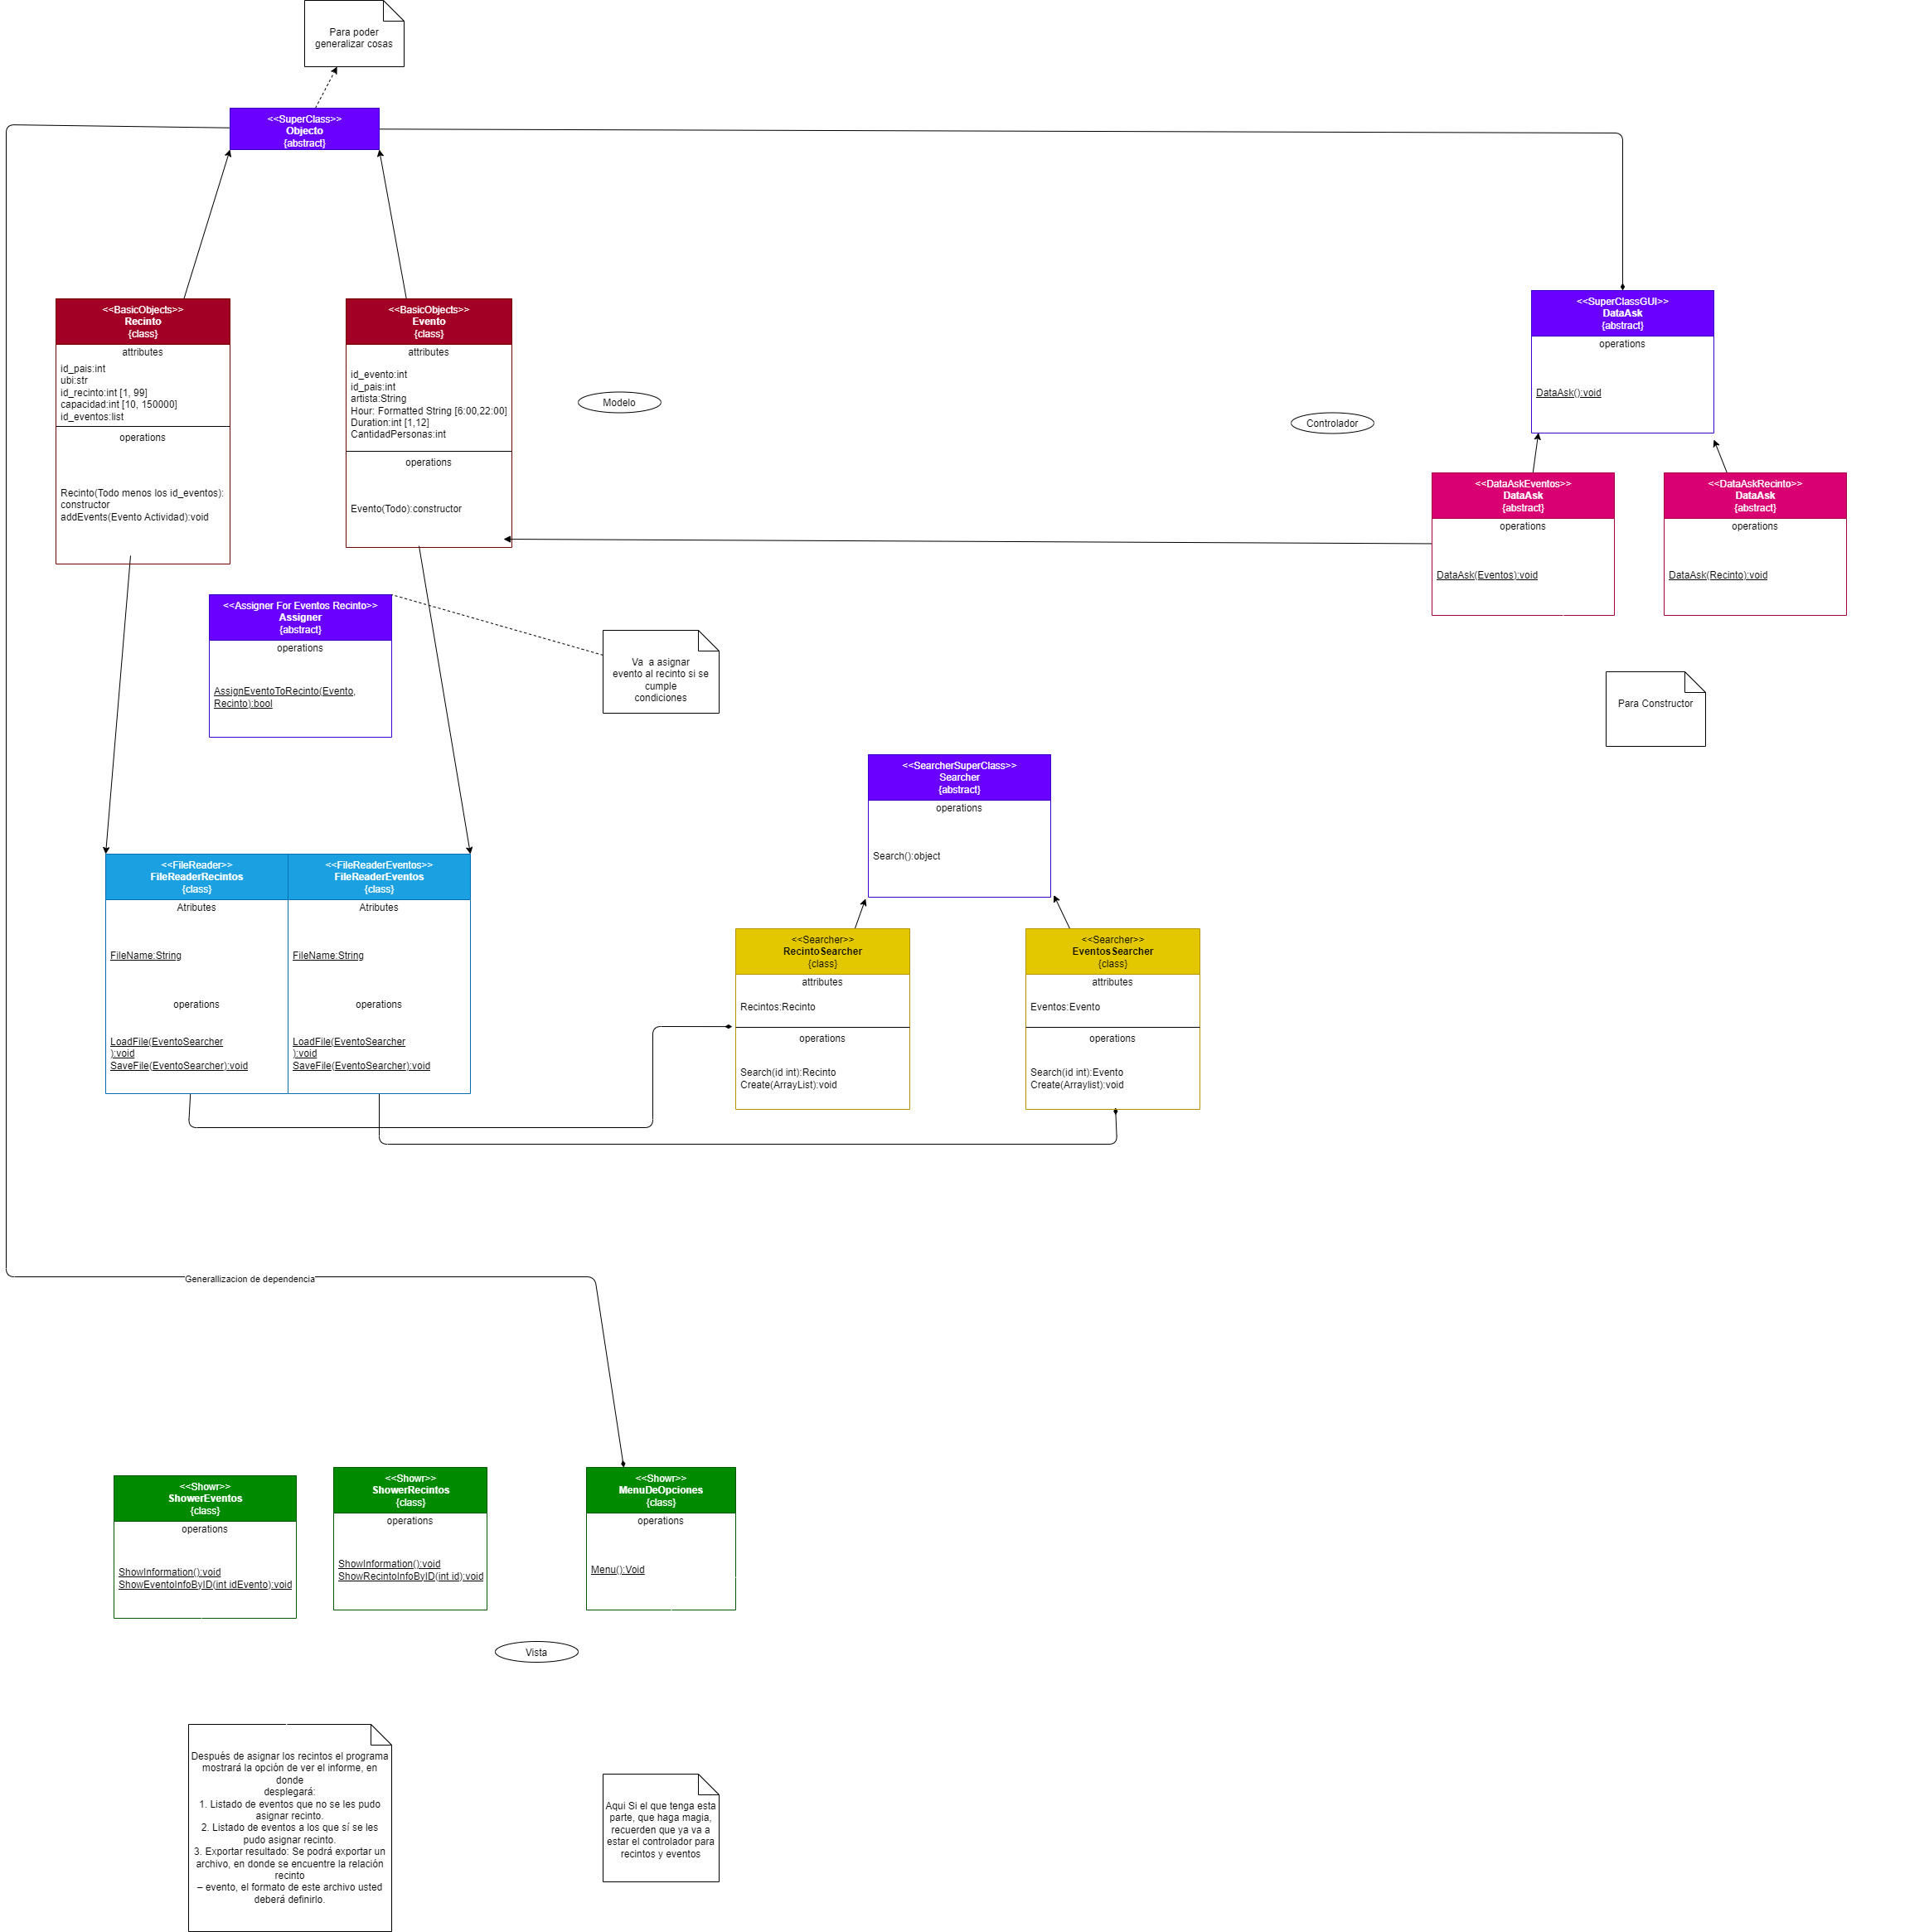 Para poder
generalizar cosas
<<SuperClass>>
Objecto
{abstract}
<<BasicObjects>>
Recinto
{class}
attributes
id_pais:int
ubi:str
id_recinto:int [1, 99]
capacidad:int [10, 150000]
id_eventos:list
operations
Recinto(Todo menos los id_eventos):
constructor
addEvents(Evento Actividad):void
<<BasicObjects>>
Evento
{class}
attributes
id_evento:int
id_pais:int
artista:String
Hour: Formatted String [6:00,22:00]
Duration:int [1,12]
CantidadPersonas:int
operations
Evento(Todo):constructor
Modelo
Controlador
<<SuperClassGUI>>
DataAsk
{abstract}
operations
DataAsk():void
<<DataAskEventos>>
DataAsk
{abstract}
operations
DataAsk(Eventos):void
<<DataAskRecinto>>
DataAsk
{abstract}
operations
DataAsk(Recinto):void
<<Assigner For Eventos Recinto>>
Assigner
{abstract}
operations
AssignEventoToRecinto(Evento,
Recinto):bool
Va  a asignar
evento al recinto si se
cumple
condiciones
Para Constructor
<<SearcherSuperClass>>
Searcher
{abstract}
operations
Search():object
<<FileReader>>
FileReaderRecintos
{class}
Atributes
FileName:String
operations
LoadFile(EventoSearcher
):void
SaveFile(EventoSearcher):void
<<FileReaderEventos>>
FileReaderEventos
{class}
Atributes
FileName:String
operations
LoadFile(EventoSearcher
):void
SaveFile(EventoSearcher):void
<<Searcher>>
RecintoSearcher
{class}
attributes
Recintos:Recinto
operations
Search(id int):Recinto
Create(ArrayList):void
<<Searcher>>
EventosSearcher
{class}
attributes
Eventos:Evento
operations
Search(id int):Evento
Create(Arraylist):void
Generallizacion de dependencia
<<Showr>>
ShowerEventos
{class}
operations
ShowInformation():void
ShowEventoInfoByID(int idEvento):void
<<Showr>>
ShowerRecintos
{class}
operations
ShowInformation():void
ShowRecintoInfoByID(int id):void
<<Showr>>
MenuDeOpciones
{class}
operations
Menu():Void
Vista
Después de asignar los recintos el programa
mostrará la opción de ver el informe, en
donde
desplegará:
1. Listado de eventos que no se les pudo
asignar recinto.
2. Listado de eventos a los que sí se les
pudo asignar recinto.
3. Exportar resultado: Se podrá exportar un
archivo, en donde se encuentre la relación
recinto
– evento, el formato de este archivo usted
deberá definirlo.
Aqui Si el que tenga esta
parte, que haga magia,
recuerden que ya va a
estar el controlador para
recintos y eventos